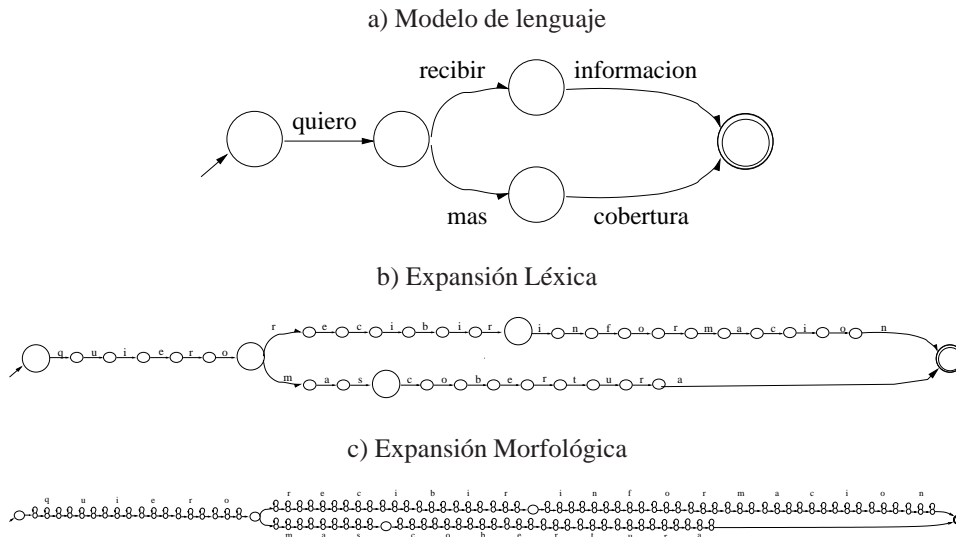 a) Modelo de lenguaje
recibir informacion
quiero
mas cobertura
b) Expansión Léxica
r e c i b i r i n f o r m a c i o n
q u i e r o
m a s c o b e r t u r a
c) Expansión Morfológica
q u i e r o r e c i b i r i n f o r m a c i o n
m a s c o b e r t u r a